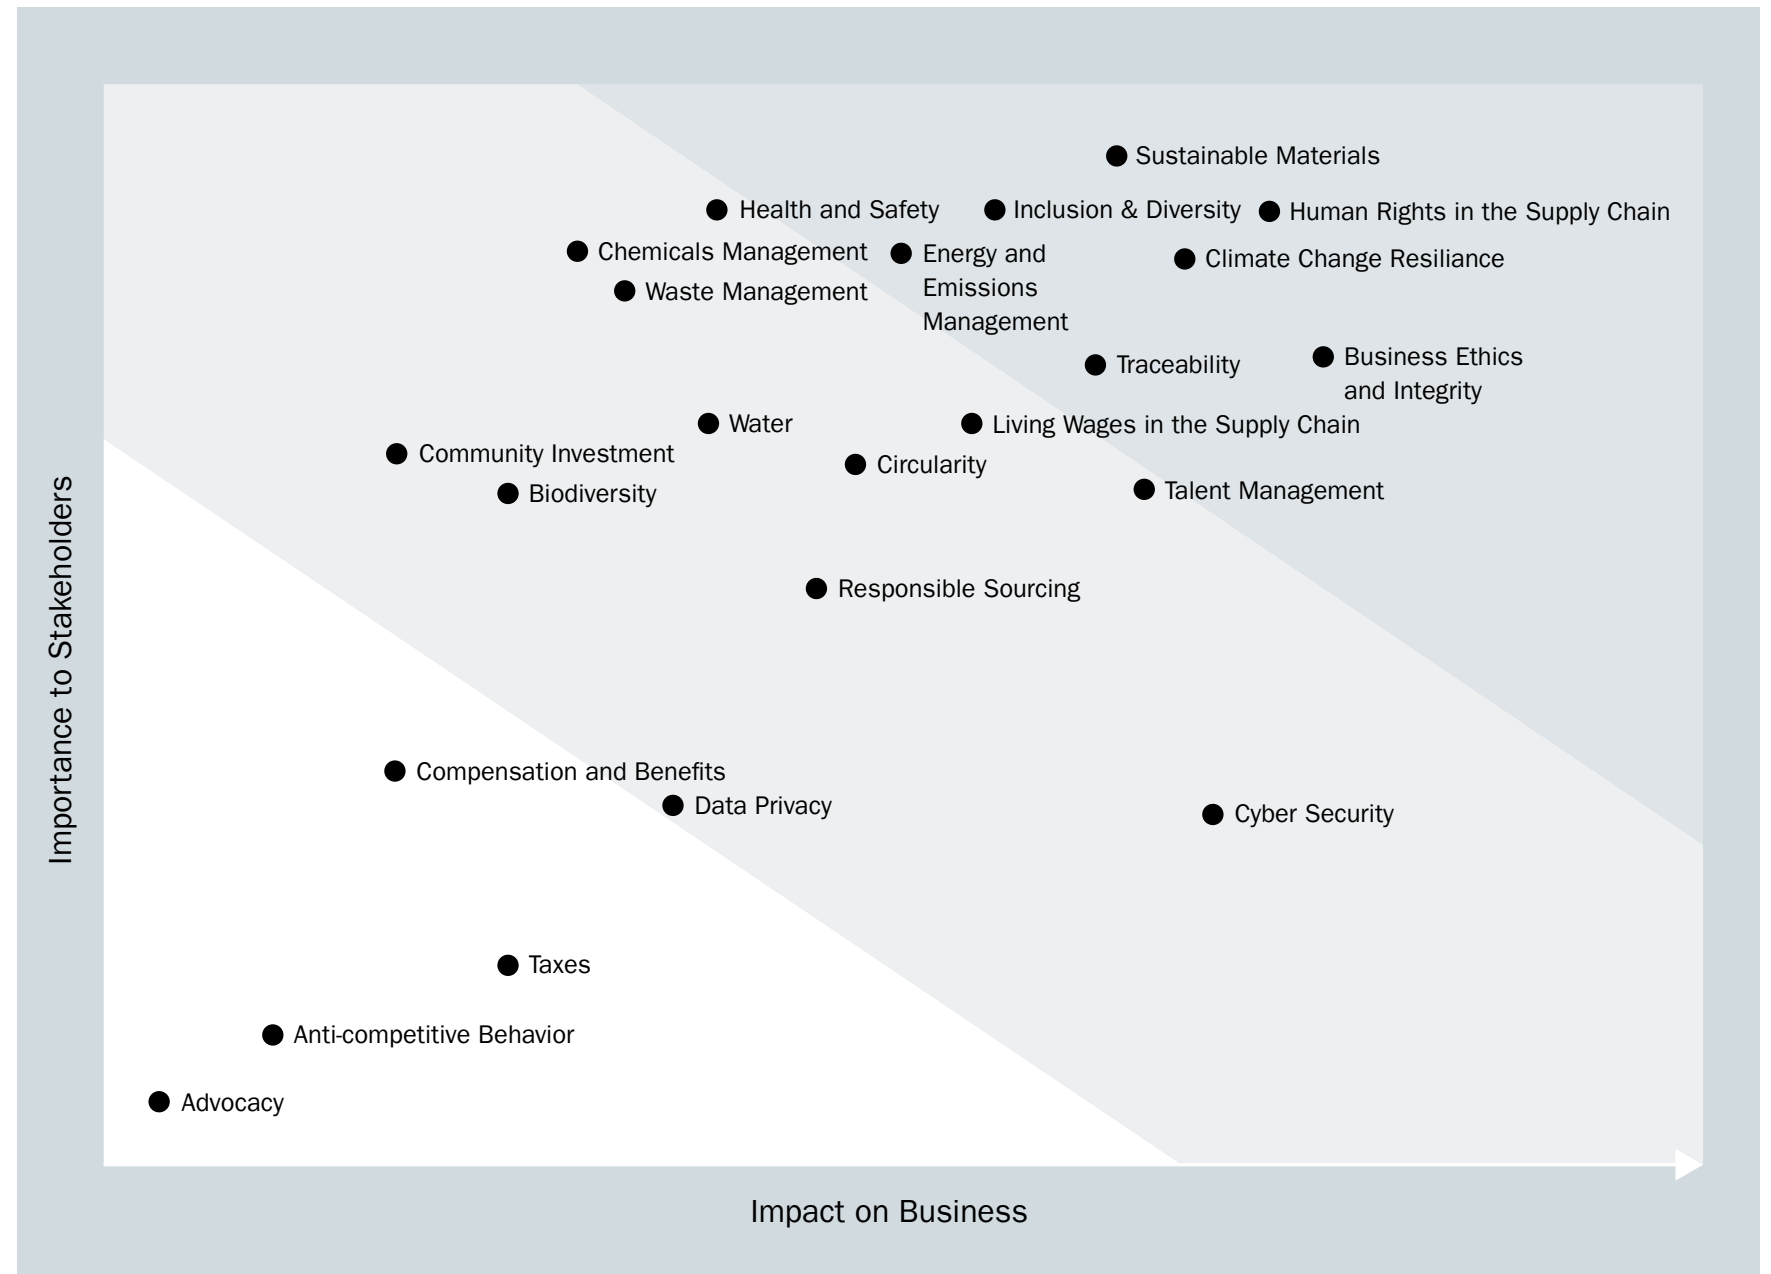 Sustainable Materials
Health and Safety
Inclusion & Diversity
Human Rights in the Supply Chain
Chemicals Management
Energy and
Emissions
Management
Climate Change Resiliance
Waste Management
Traceability
Business Ethics
and Integrity
Water
Living Wages in the Supply Chain
Community Investment
Circularity
Biodiversity
Talent Management
Responsible Sourcing
Compensation and Benefits
Data Privacy
Cyber Security
Taxes
Anti-competitive Behavior
Advocacy
Importance to Stakeholders
Impact on Business